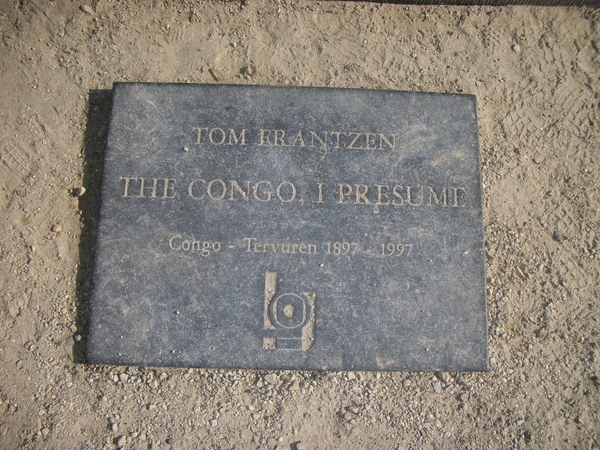 TOM FRANTZEN
THE CONGO, I PRESUME
Congo - Tervuren 1897 - 1997